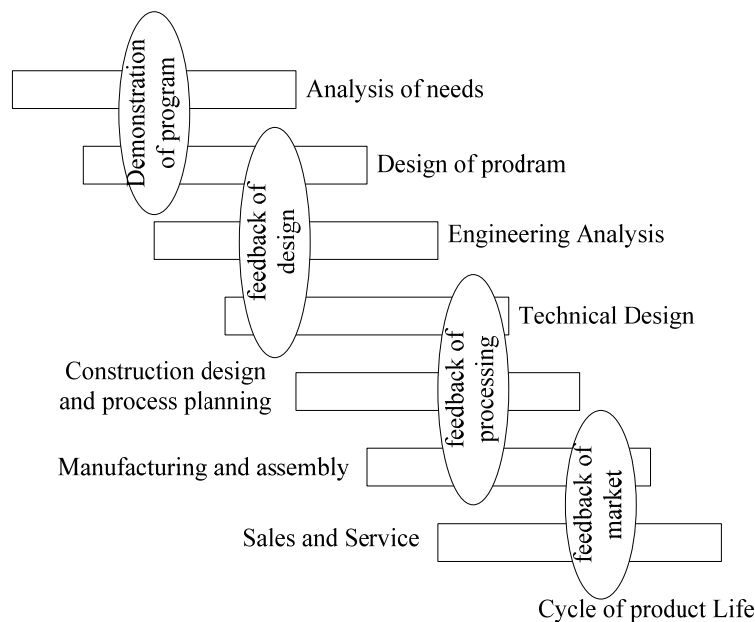 Demonstration
of program
Analysis of needs
Design of prodram
feedback of
design
Engineering Analysis
Technical Design
feedback of
processing
Construction design
and process planning
Manufacturing and assembly
feedback of
market
Sales and Service
Cycle of product Life